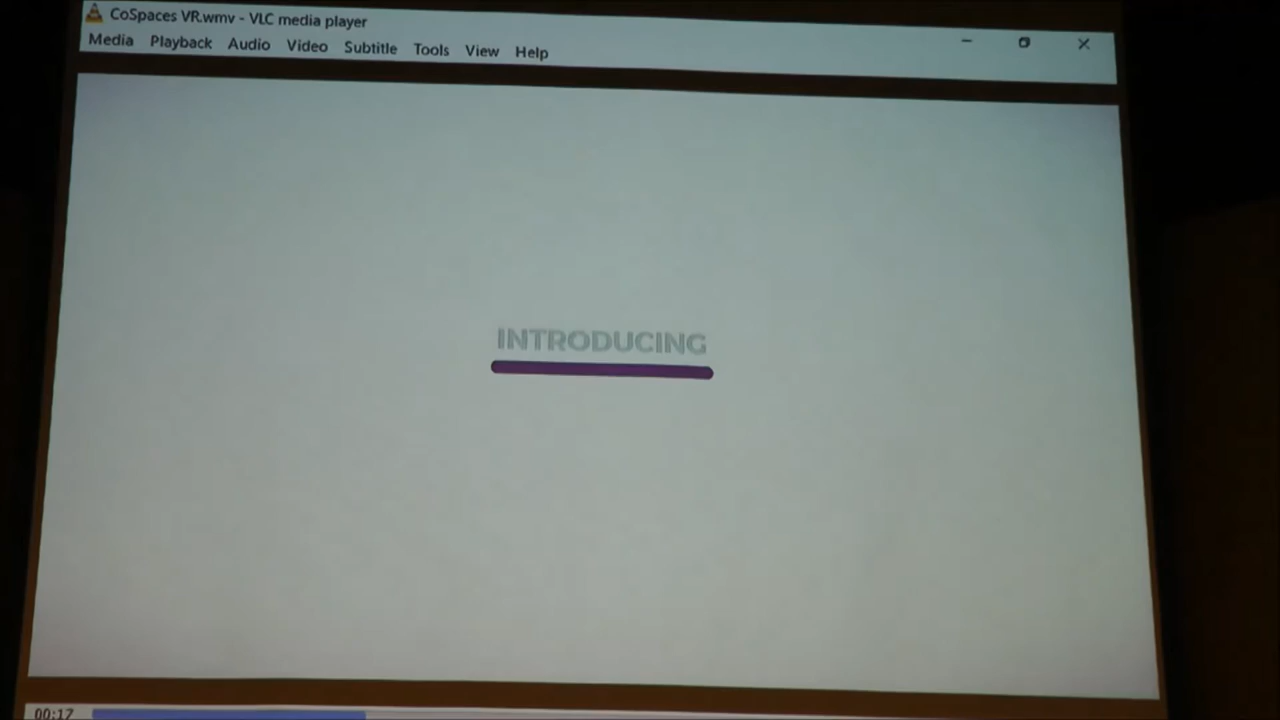 CoSpaces VR.wmv - VLC media player
Media Playback Audio Video Subtitle Tools View Help
INTRODUCING
00:17